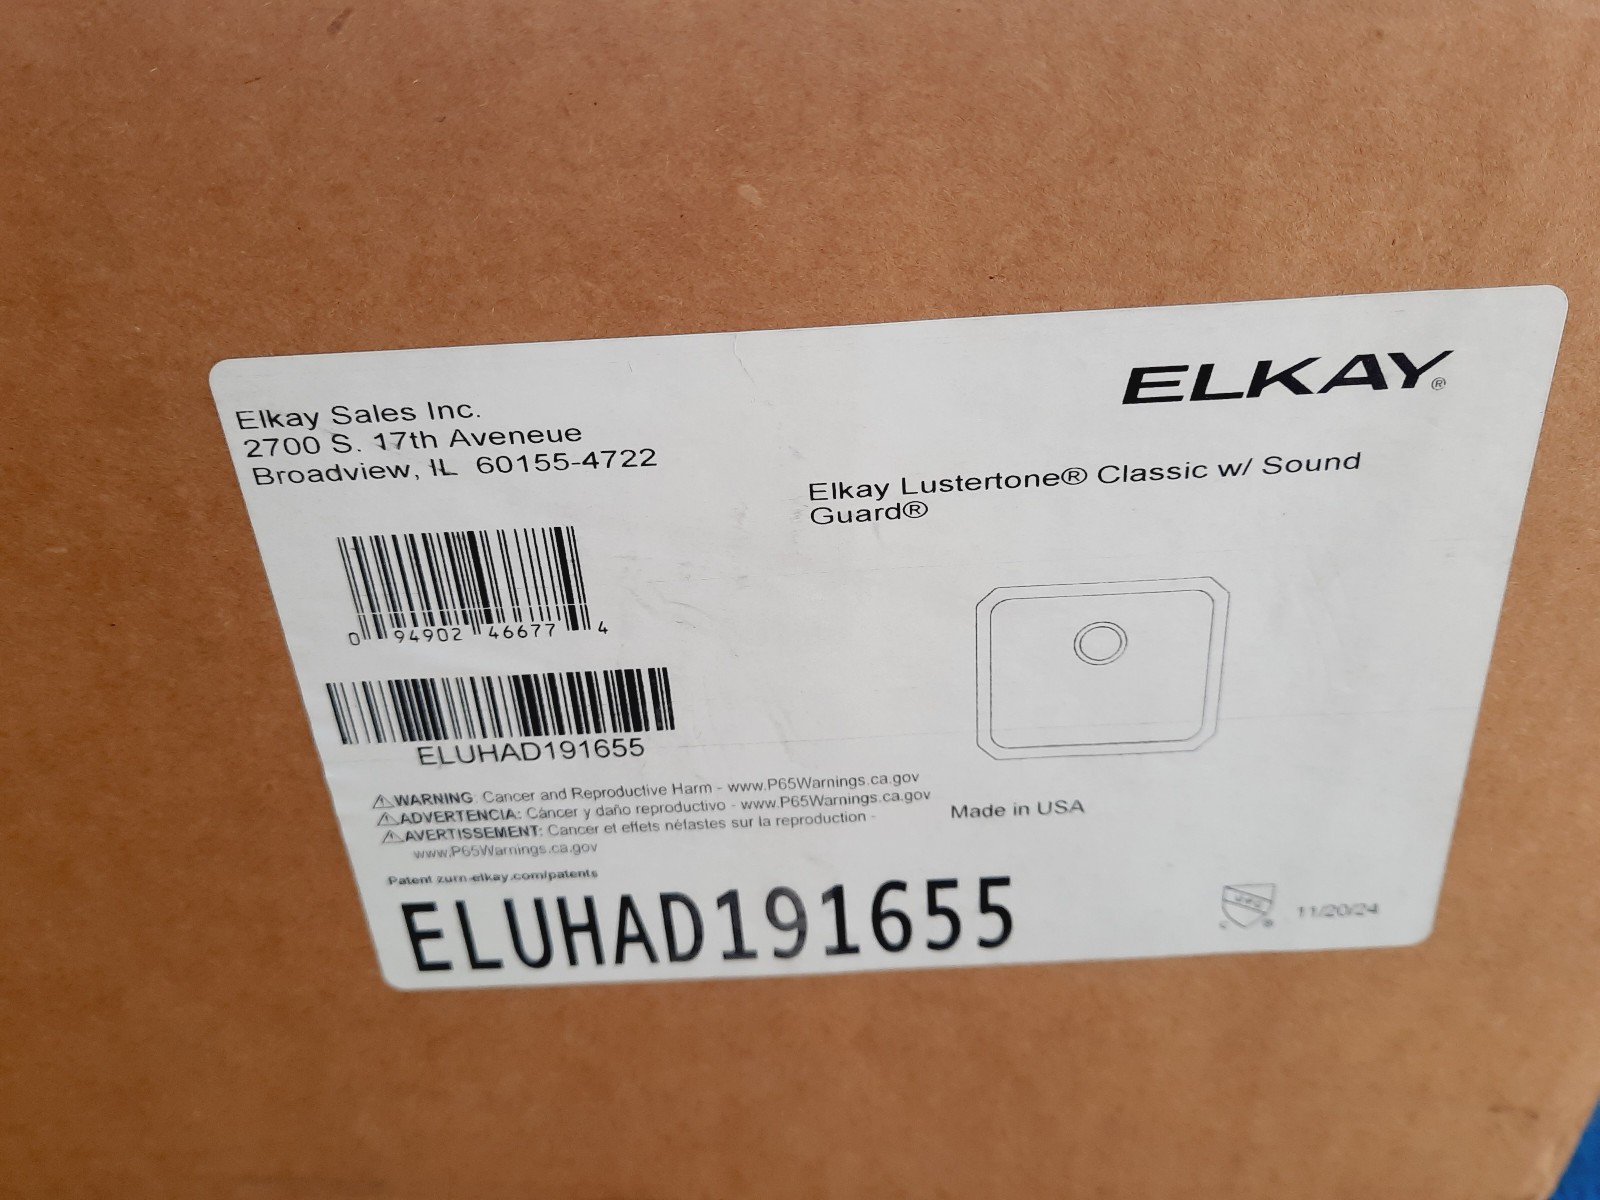 Elkay Sales Inc.
2700 S. 17th Aveneue
Broadview, IL 60155-4722
ELKAY®
Elkay Lustertone® Classic w/ Sound
Guard®
0 94902 46677 4
ELUHAD191655
WARNING: Cancer and Reproductive Harm - www.P65Warnings.ca.gov
ADVERTENCIA: Cáncer y daño reproductivo - www.P65Warnings.ca.gov
AVERTISSEMENT: Cancer et effets néfastes sur la reproduction -
www.P65Warnings.ca.gov
Made in USA
Patent zurn-elkay.com/patents
ELUHAD191655
UPC
11/20/24